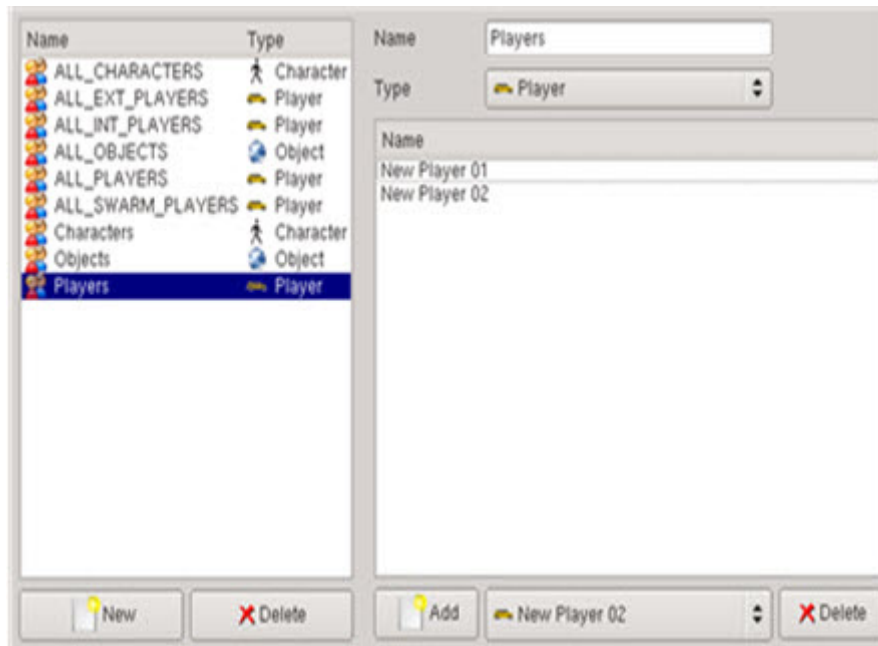 Name Type
ALL_CHARACTERS Character
ALL_EXT_PLAYERS Player
ALL_INT_PLAYERS Player
ALL_OBJECTS Object
ALL_PLAYERS Player
ALL_SWARM_PLAYERS Player
Characters Character
Objects Object
Players Player
New Delete
Name Players
Type Player
Name
New Player 01
New Player 02
Add New Player 02 Delete